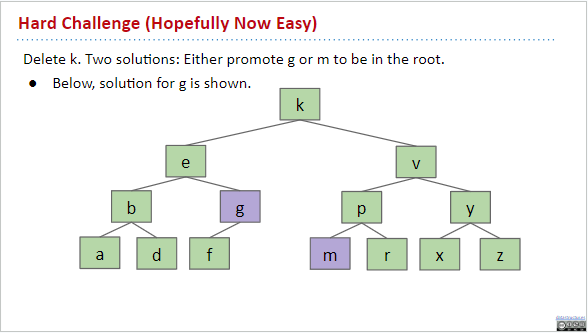 Hard Challenge (Hopefully Now Easy)
Delete k. Two solutions: Either promote g or m to be in the root.
● Below, solution for g is shown.
k
e v
b g p y
a d f m r x z